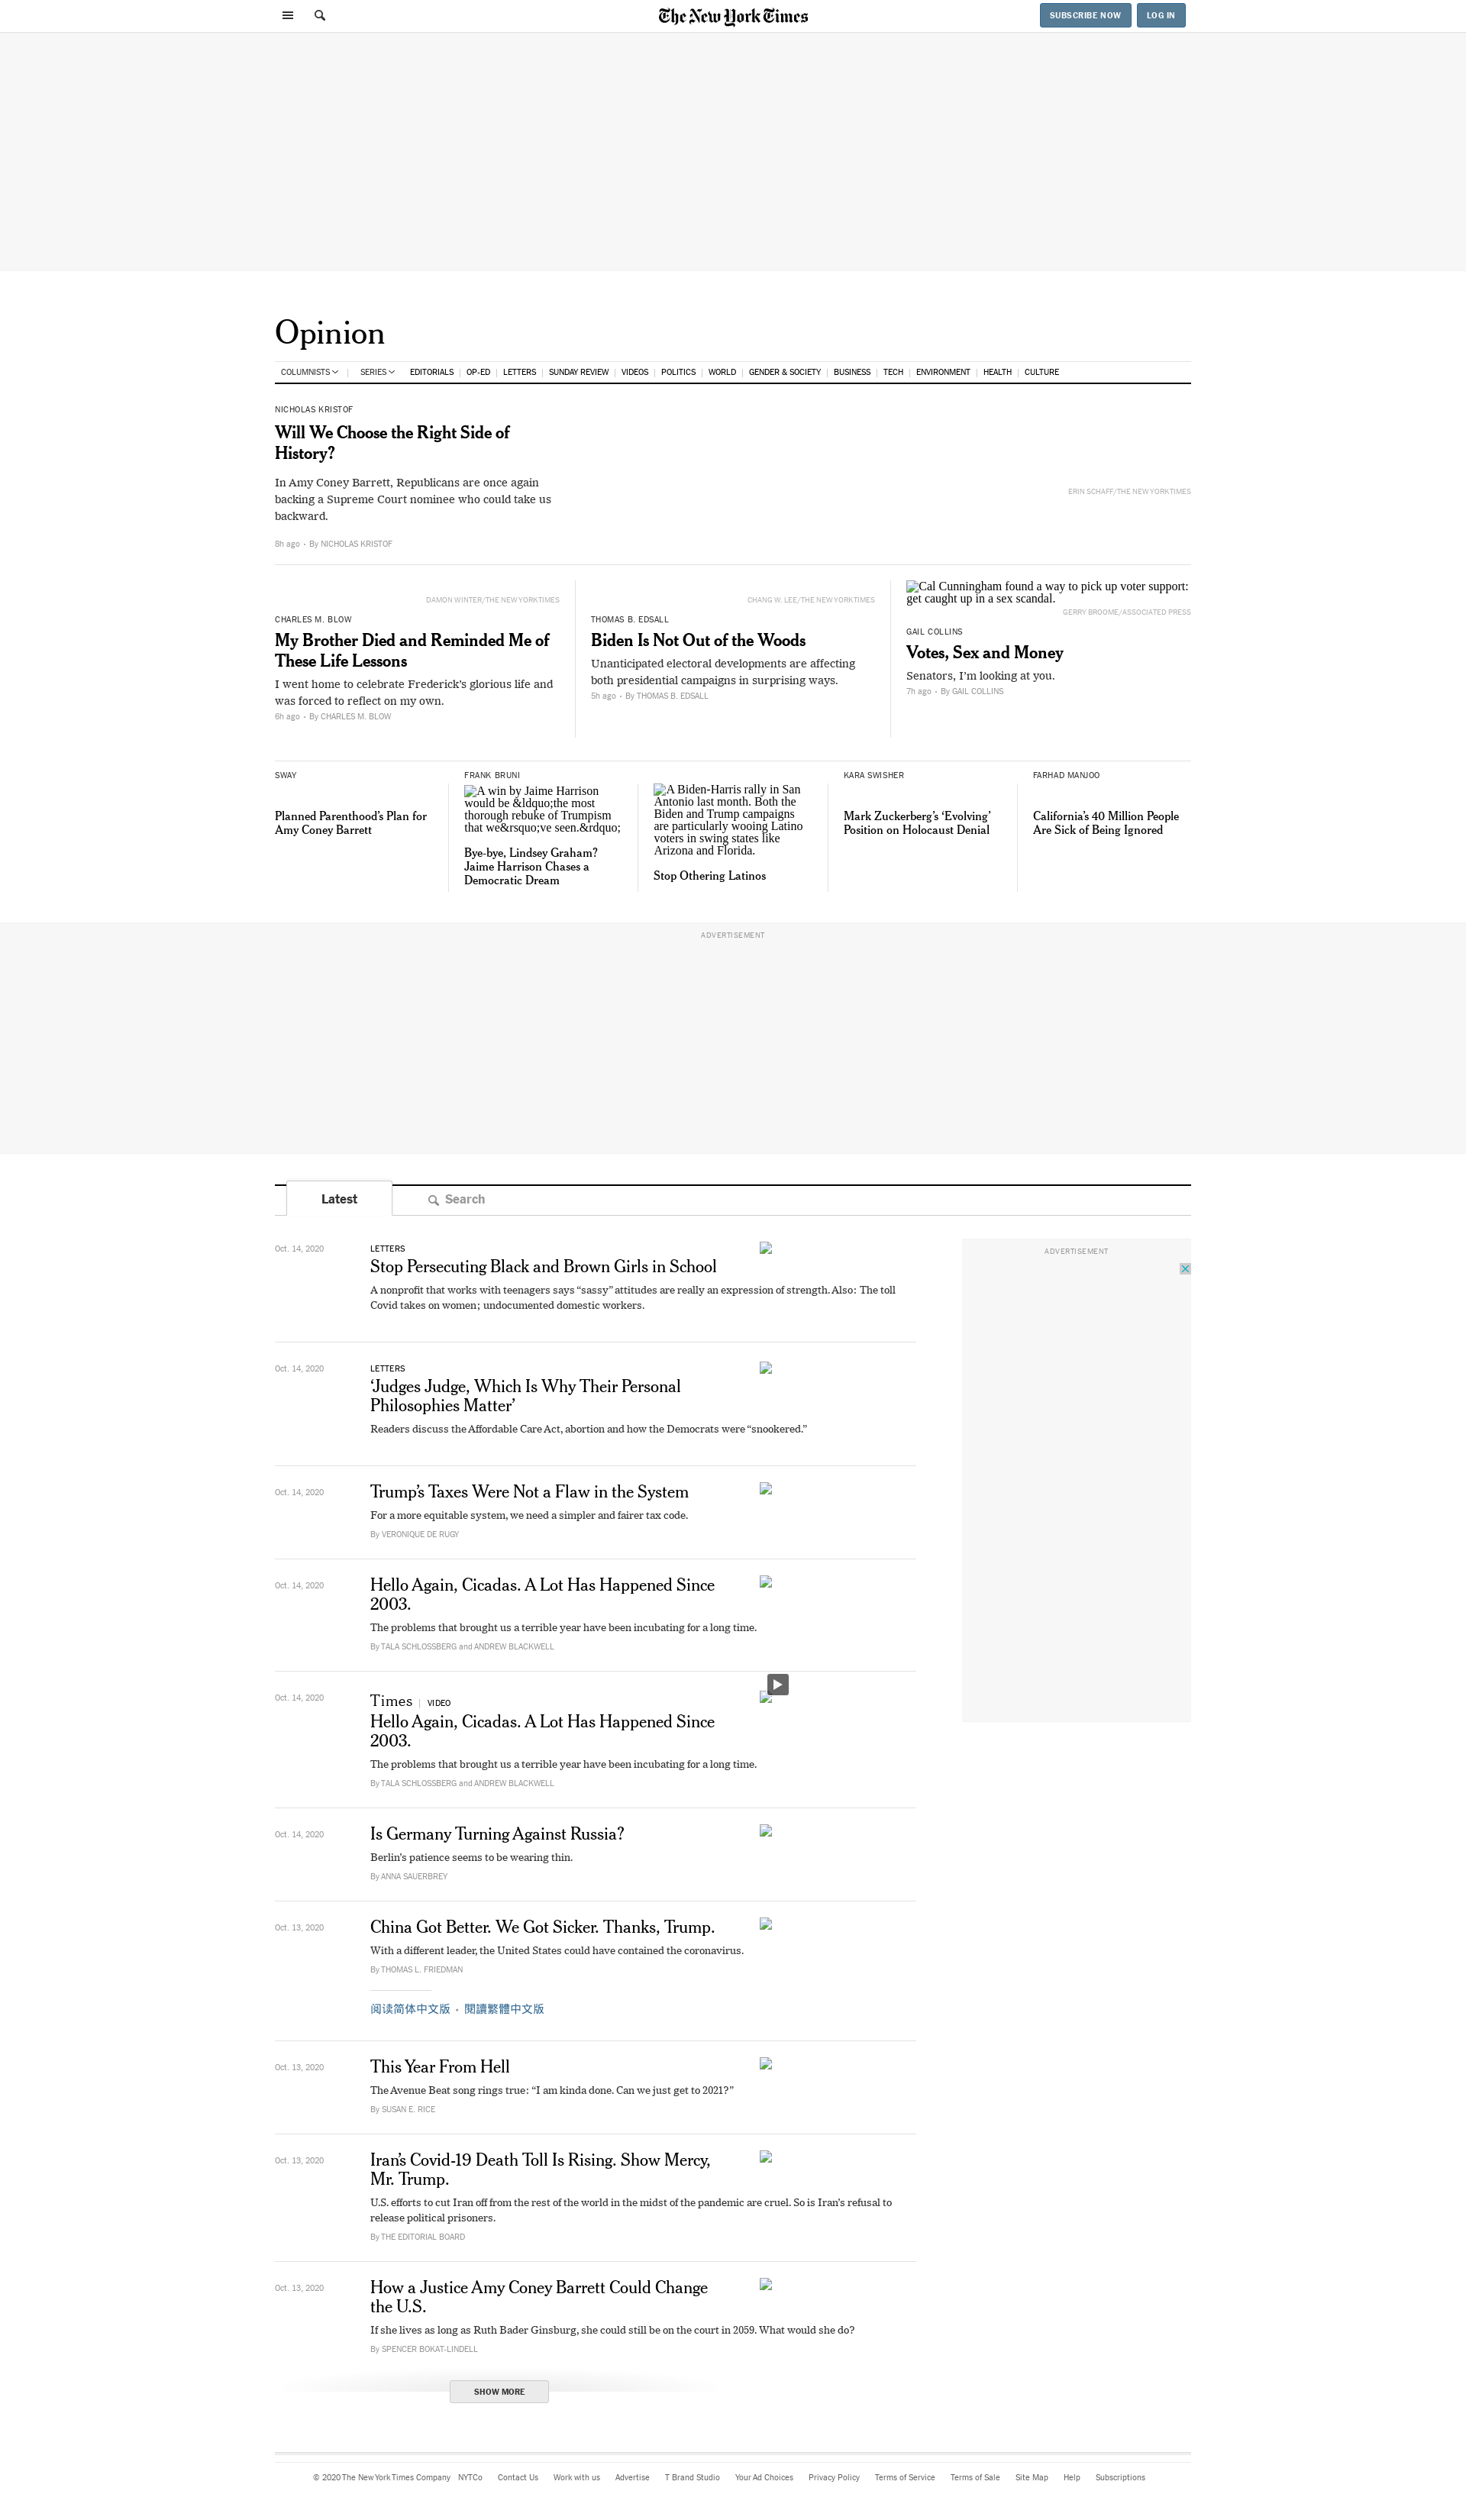 The New York Times
SUBSCRIBE NOW
LOG IN
Opinion
COLUMNISTS | SERIES EDITORIALS | OP-ED | LETTERS | SUNDAY REVIEW | VIDEOS | POLITICS | WORLD | GENDER & SOCIETY | BUSINESS | TECH | ENVIRONMENT | HEALTH | CULTURE
NICHOLAS KRISTOF
Will We Choose the Right Side of
History?
In Amy Coney Barrett, Republicans are once again
backing a Supreme Court nominee who could take us
backward.
8h ago • By NICHOLAS KRISTOF
ERIN SCHAFF/THE NEW YORK TIMES
DAMON WINTER/THE NEW YORK TIMES
CHARLES M. BLOW
My Brother Died and Reminded Me of
These Life Lessons
I went home to celebrate Frederick’s glorious life and
was forced to reflect on my own.
6h ago • By CHARLES M. BLOW
CHANG W. LEE/THE NEW YORK TIMES
THOMAS B. EDSALL
Biden Is Not Out of the Woods
Unanticipated electoral developments are affecting
both presidential campaigns in surprising ways.
5h ago • By THOMAS B. EDSALL
Cal Cunningham found a way to pick up voter support:
get caught up in a sex scandal.
GERRY BROOME/ASSOCIATED PRESS
GAIL COLLINS
Votes, Sex and Money
Senators, I’m looking at you.
7h ago • By GAIL COLLINS
SWAY
Planned Parenthood’s Plan for
Amy Coney Barrett
FRANK BRUNI
A win by Jaime Harrison
would be &ldquo;the most
thorough rebuke of Trumpism
that we&rsquo;ve seen.&rdquo;
Bye-bye, Lindsey Graham?
Jaime Harrison Chases a
Democratic Dream
A Biden-Harris rally in San
Antonio last month. Both the
Biden and Trump campaigns
are particularly wooing Latino
voters in swing states like
Arizona and Florida.
Stop Othering Latinos
KARA SWISHER
Mark Zuckerberg’s ‘Evolving’
Position on Holocaust Denial
FARHAD MANJOO
California’s 40 Million People
Are Sick of Being Ignored
ADVERTISEMENT
Latest
Search
ADVERTISEMENT
Oct. 14, 2020
LETTERS
Stop Persecuting Black and Brown Girls in School
A nonprofit that works with teenagers says “sassy” attitudes are really an expression of strength. Also: The toll
Covid takes on women; undocumented domestic workers.
Oct. 14, 2020
LETTERS
‘Judges Judge, Which Is Why Their Personal
Philosophies Matter’
Readers discuss the Affordable Care Act, abortion and how the Democrats were “snookered.”
Oct. 14, 2020
Trump’s Taxes Were Not a Flaw in the System
For a more equitable system, we need a simpler and fairer tax code.
By VERONIQUE DE RUGY
Oct. 14, 2020
Hello Again, Cicadas. A Lot Has Happened Since
2003.
The problems that brought us a terrible year have been incubating for a long time.
By TALA SCHLOSSBERG and ANDREW BLACKWELL
Oct. 14, 2020
Times | VIDEO
Hello Again, Cicadas. A Lot Has Happened Since
2003.
The problems that brought us a terrible year have been incubating for a long time.
By TALA SCHLOSSBERG and ANDREW BLACKWELL
Oct. 14, 2020
Is Germany Turning Against Russia?
Berlin’s patience seems to be wearing thin.
By ANNA SAUERBREY
Oct. 13, 2020
China Got Better. We Got Sicker. Thanks, Trump.
With a different leader, the United States could have contained the coronavirus.
By THOMAS L. FRIEDMAN
阅读简体中文版 • 閱讀繁體中文版
Oct. 13, 2020
This Year From Hell
The Avenue Beat song rings true: “I am kinda done. Can we just get to 2021?”
By SUSAN E. RICE
Oct. 13, 2020
Iran’s Covid-19 Death Toll Is Rising. Show Mercy,
Mr. Trump.
U.S. efforts to cut Iran off from the rest of the world in the midst of the pandemic are cruel. So is Iran’s refusal to
release political prisoners.
By THE EDITORIAL BOARD
Oct. 13, 2020
How a Justice Amy Coney Barrett Could Change
the U.S.
If she lives as long as Ruth Bader Ginsburg, she could still be on the court in 2059. What would she do?
By SPENCER BOKAT-LINDELL
SHOW MORE
© 2020 The New York Times Company NYTCo Contact Us Work with us Advertise T Brand Studio Your Ad Choices Privacy Policy Terms of Service Terms of Sale Site Map Help Subscriptions